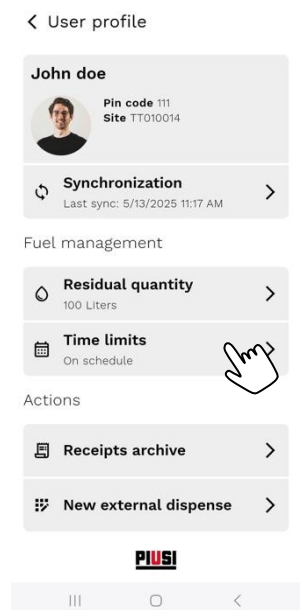 User profile
John doe
Pin code 111
Site TT010014
Synchronization
Last sync: 5/13/2025 11:17 AM
Fuel management
Residual quantity
100 Liters
Time limits
On schedule
Actions
Receipts archive
New external dispense
PIUSI